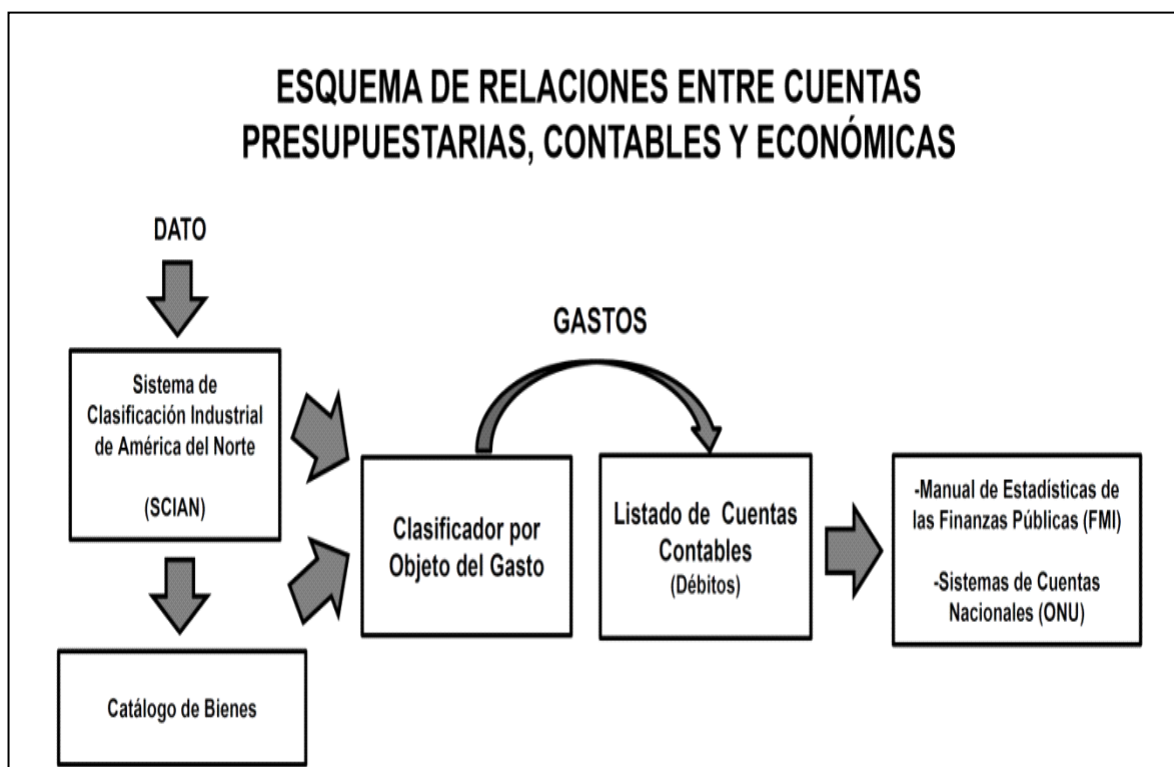 ESQUEMA DE RELACIONES ENTRE CUENTAS
PRESUPUESTARIAS, CONTABLES Y ECONÓMICAS
DATO
GASTOS
Sistema de
Clasificación Industrial
de América del Norte
(SCIAN)
Clasificador por
Objeto del Gasto
Listado de Cuentas
Contables
(Débitos)
-Manual de Estadísticas de
las Finanzas Públicas (FMI)
-Sistemas de Cuentas
Nacionales (ONU)
Catálogo de Bienes